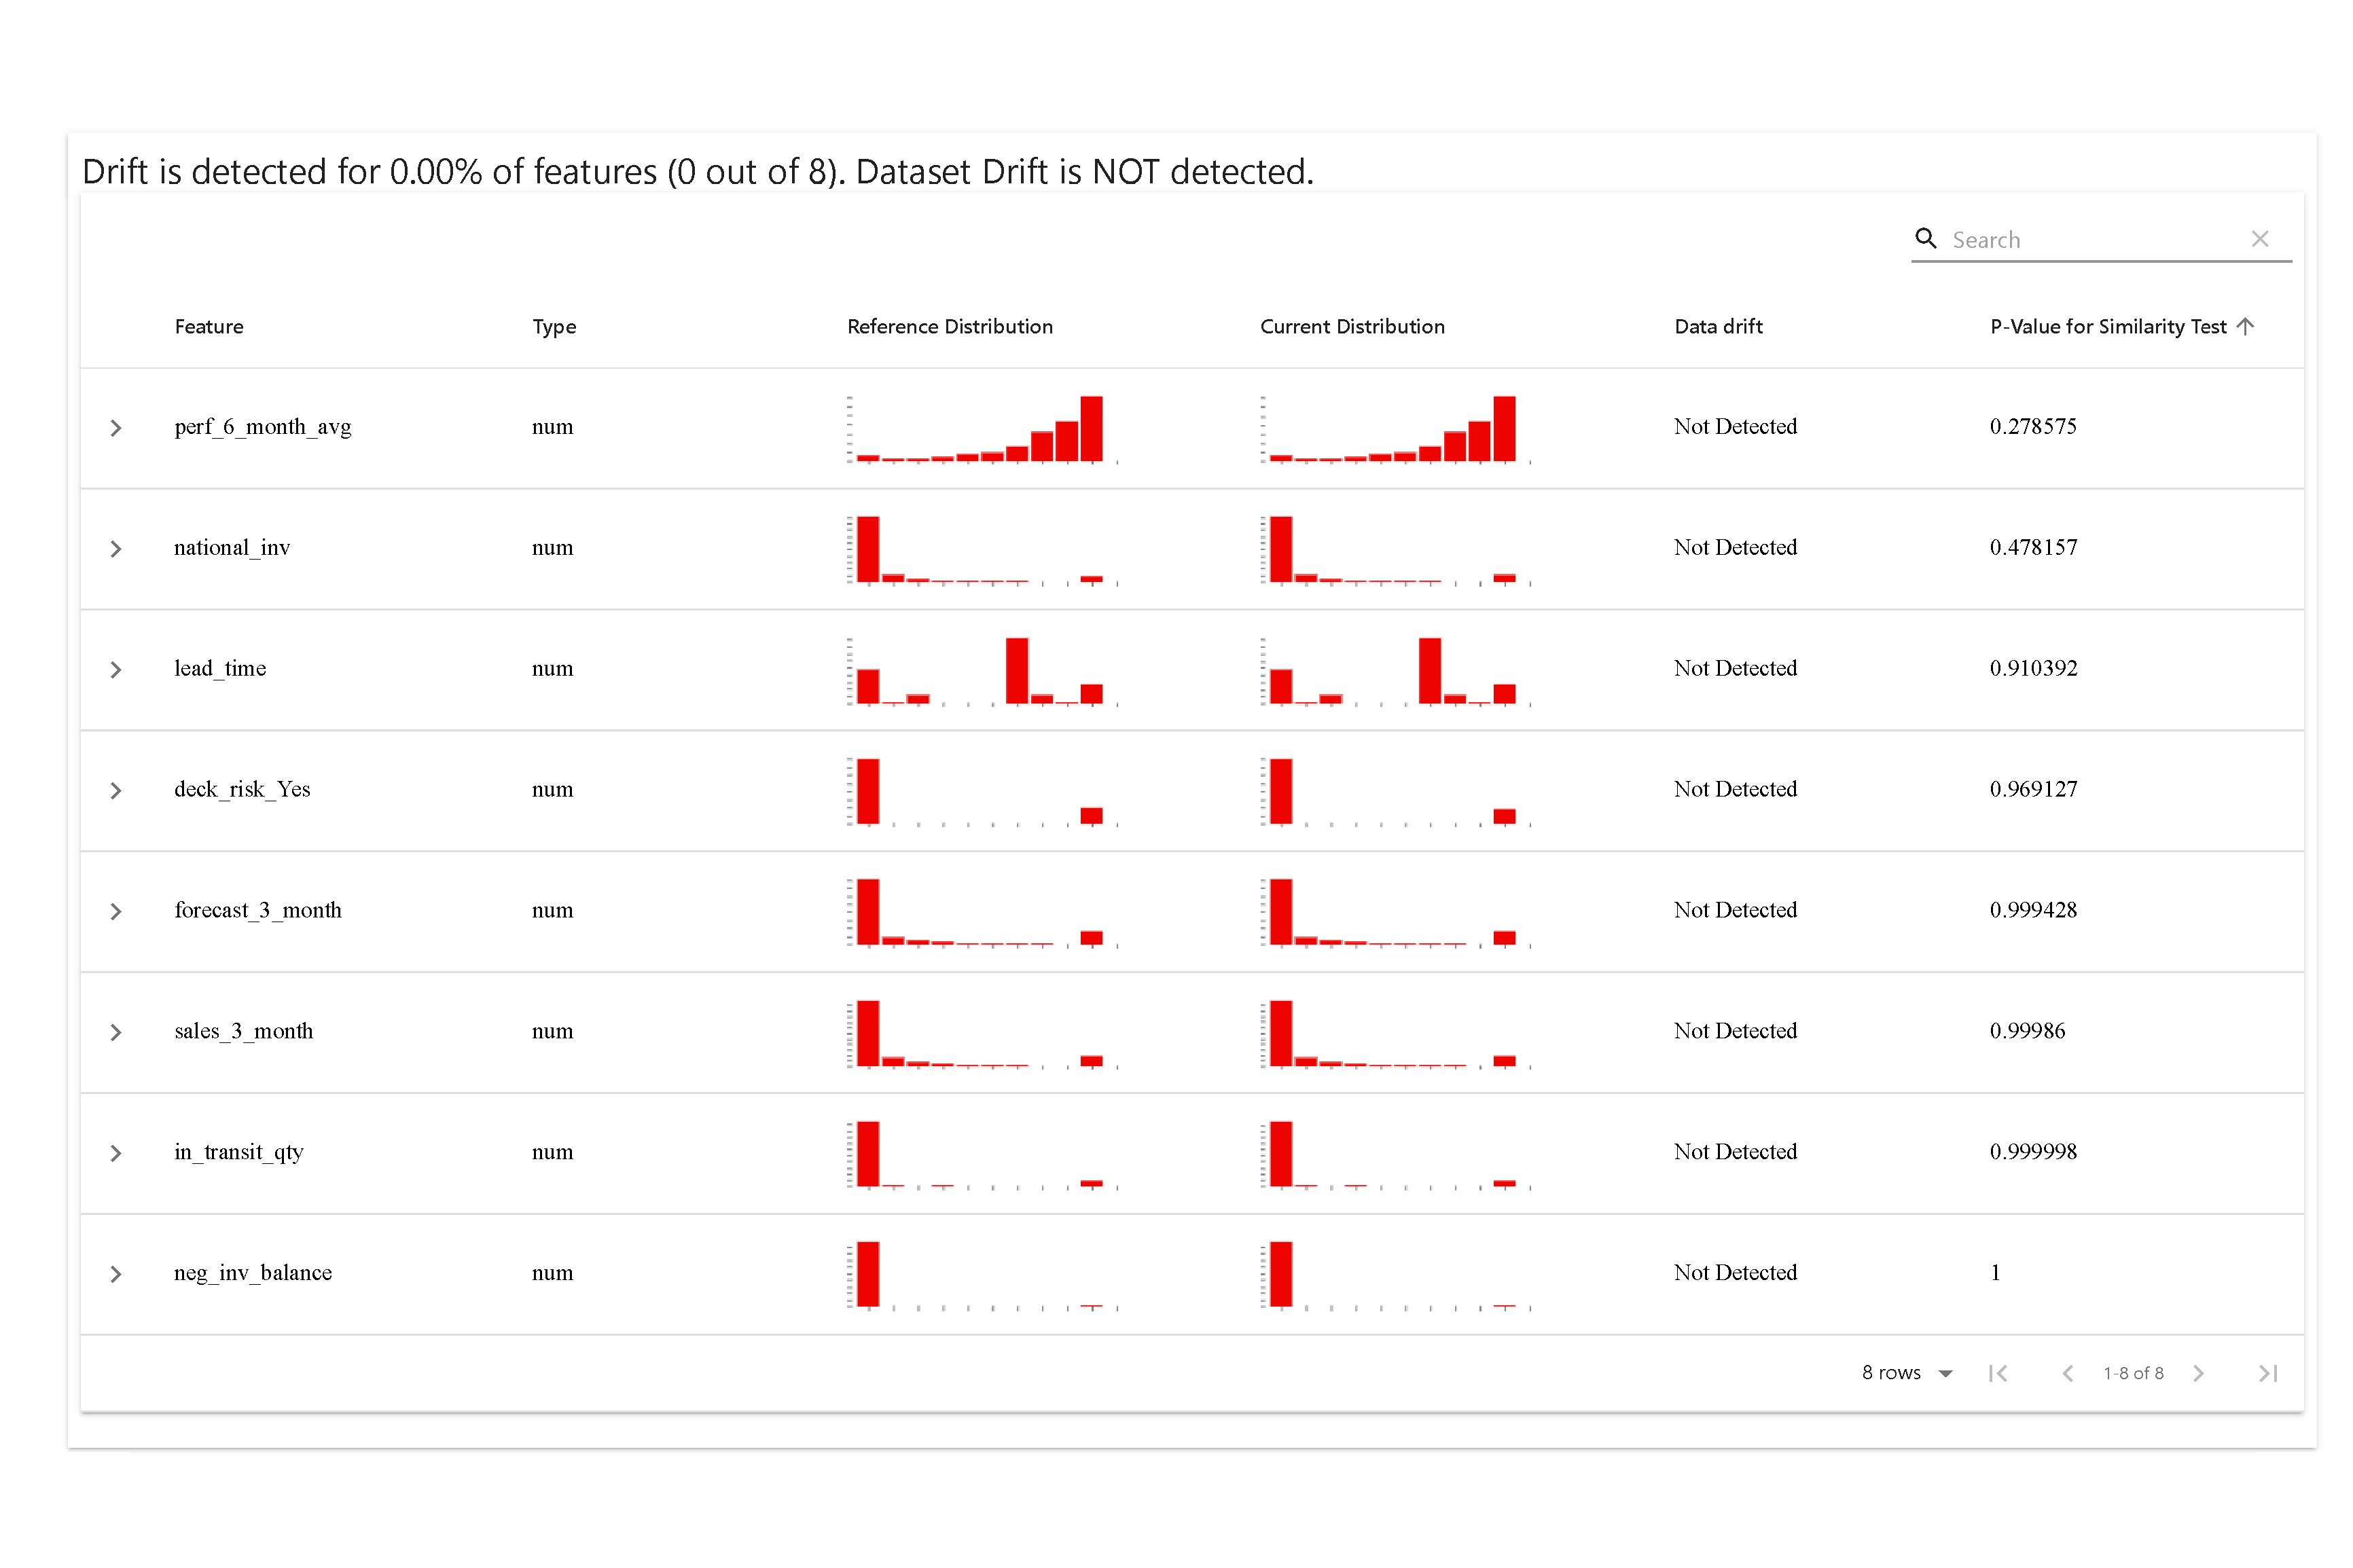 Drift is detected for 0.00% of features (0 out of 8). Dataset Drift is NOT detected.
Search
Feature Type Reference Distribution Current Distribution Data drift P-Value for Similarity Test
perf_6_month_avg num Not Detected 0.278575
national_inv num Not Detected 0.478157
lead_time num Not Detected 0.910392
deck_risk_Yes num Not Detected 0.969127
forecast_3_month num Not Detected 0.999428
sales_3_month num Not Detected 0.99986
in_transit_qty num Not Detected 0.999998
neg_inv_balance num Not Detected 1
8 rows 1-8 of 8